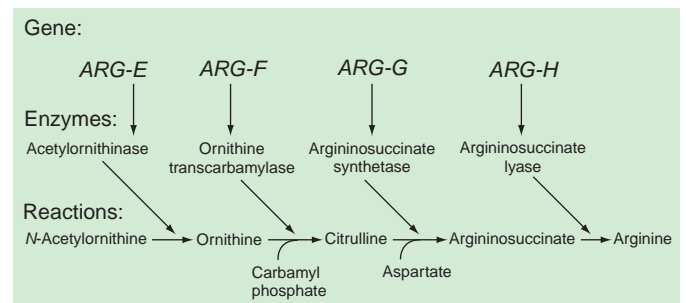 Gene:
ARG-E ARG-F ARG-G ARG-H
Enzymes:
Acetylornithinase
Ornithine
transcarbamylase
Argininosuccinate
synthetase
Argininosuccinate
lyase
Reactions:
N-Acetylornithine Ornithine Citrulline Argininosuccinate Arginine
Carbamyl
phosphate
Aspartate